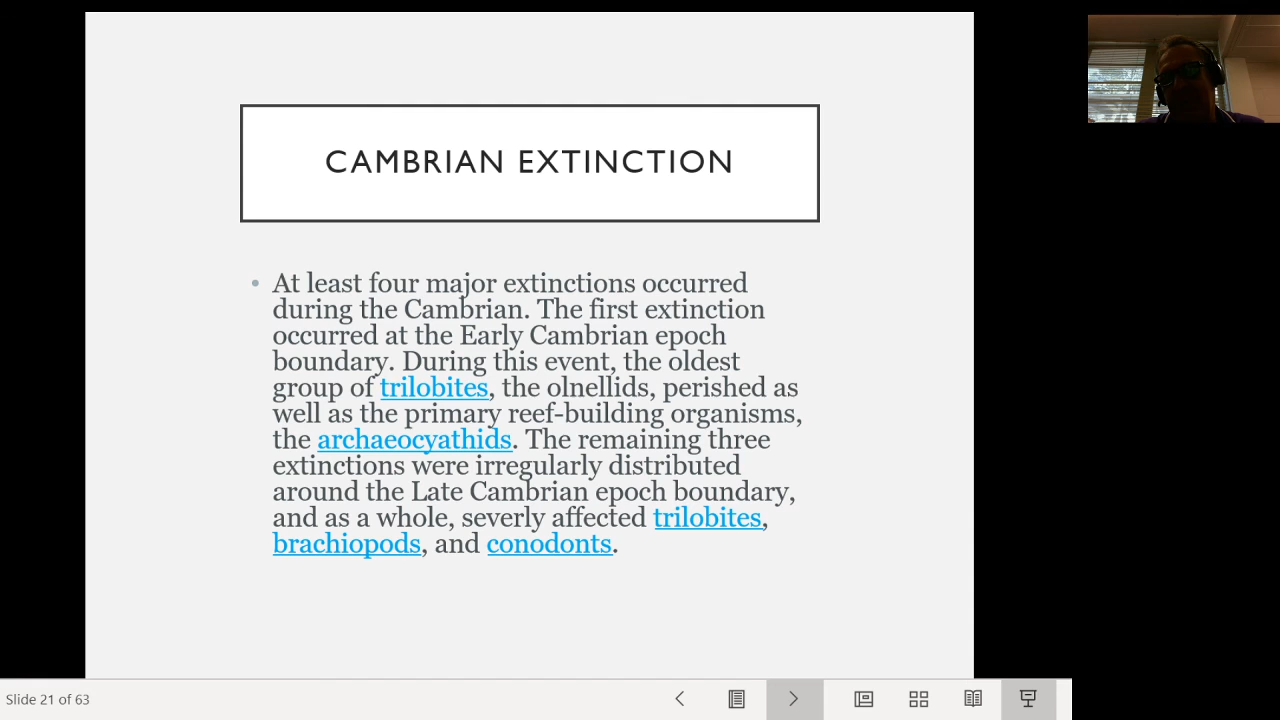 CAMBRIAN EXTINCTION
• At least four major extinctions occurred
during the Cambrian. The first extinction
occurred at the Early Cambrian epoch
boundary. During this event, the oldest
group of trilobites, the olnellids, perished as
well as the primary reef-building organisms,
the archaeocyathids. The remaining three
extinctions were irregularly distributed
around the Late Cambrian epoch boundary,
and as a whole, severly affected trilobites,
brachiopods, and conodonts.
Slide 21 of 63